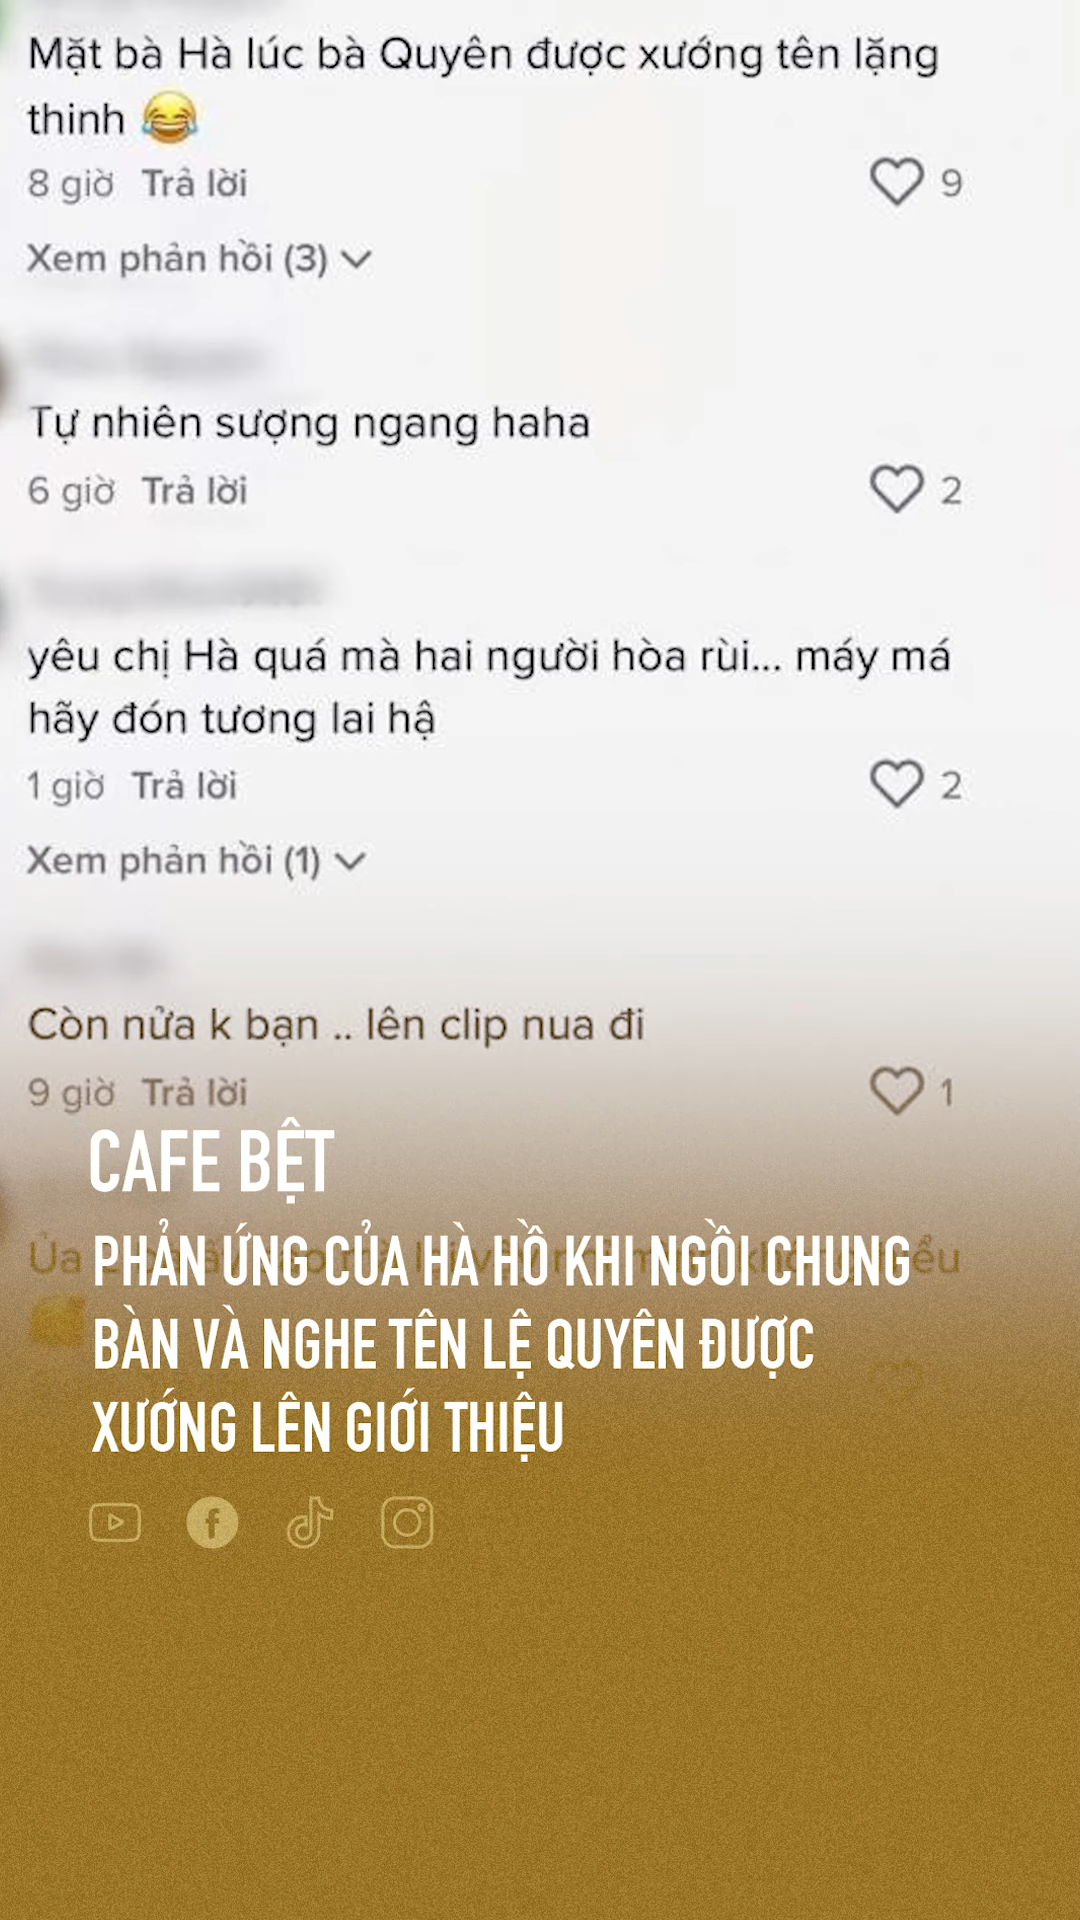 Mặt bà Hà lúc bà Quyên được xướng tên lặng
thinh 😂
8 giờ Trả lời 9
Xem phản hồi (3)
Tự nhiên sượng ngang haha
6 giờ Trả lời 2
yêu chị Hà quá mà hai người hòa rùi... máy má
hãy đón tương lai hậ
1 giờ Trả lời 2
Xem phản hồi (1)
Còn nửa k bạn .. lên clip nua đi
9 giờ Trả lời 1
CAFE BỆT
Ủa
PHẢN ỨNG CỦA HÀ HỒ KHI NGỒI CHUNG
BÀN VÀ NGHE TÊN LỆ QUYÊN ĐƯỢC
XƯỚNG LÊN GIỚI THIỆU